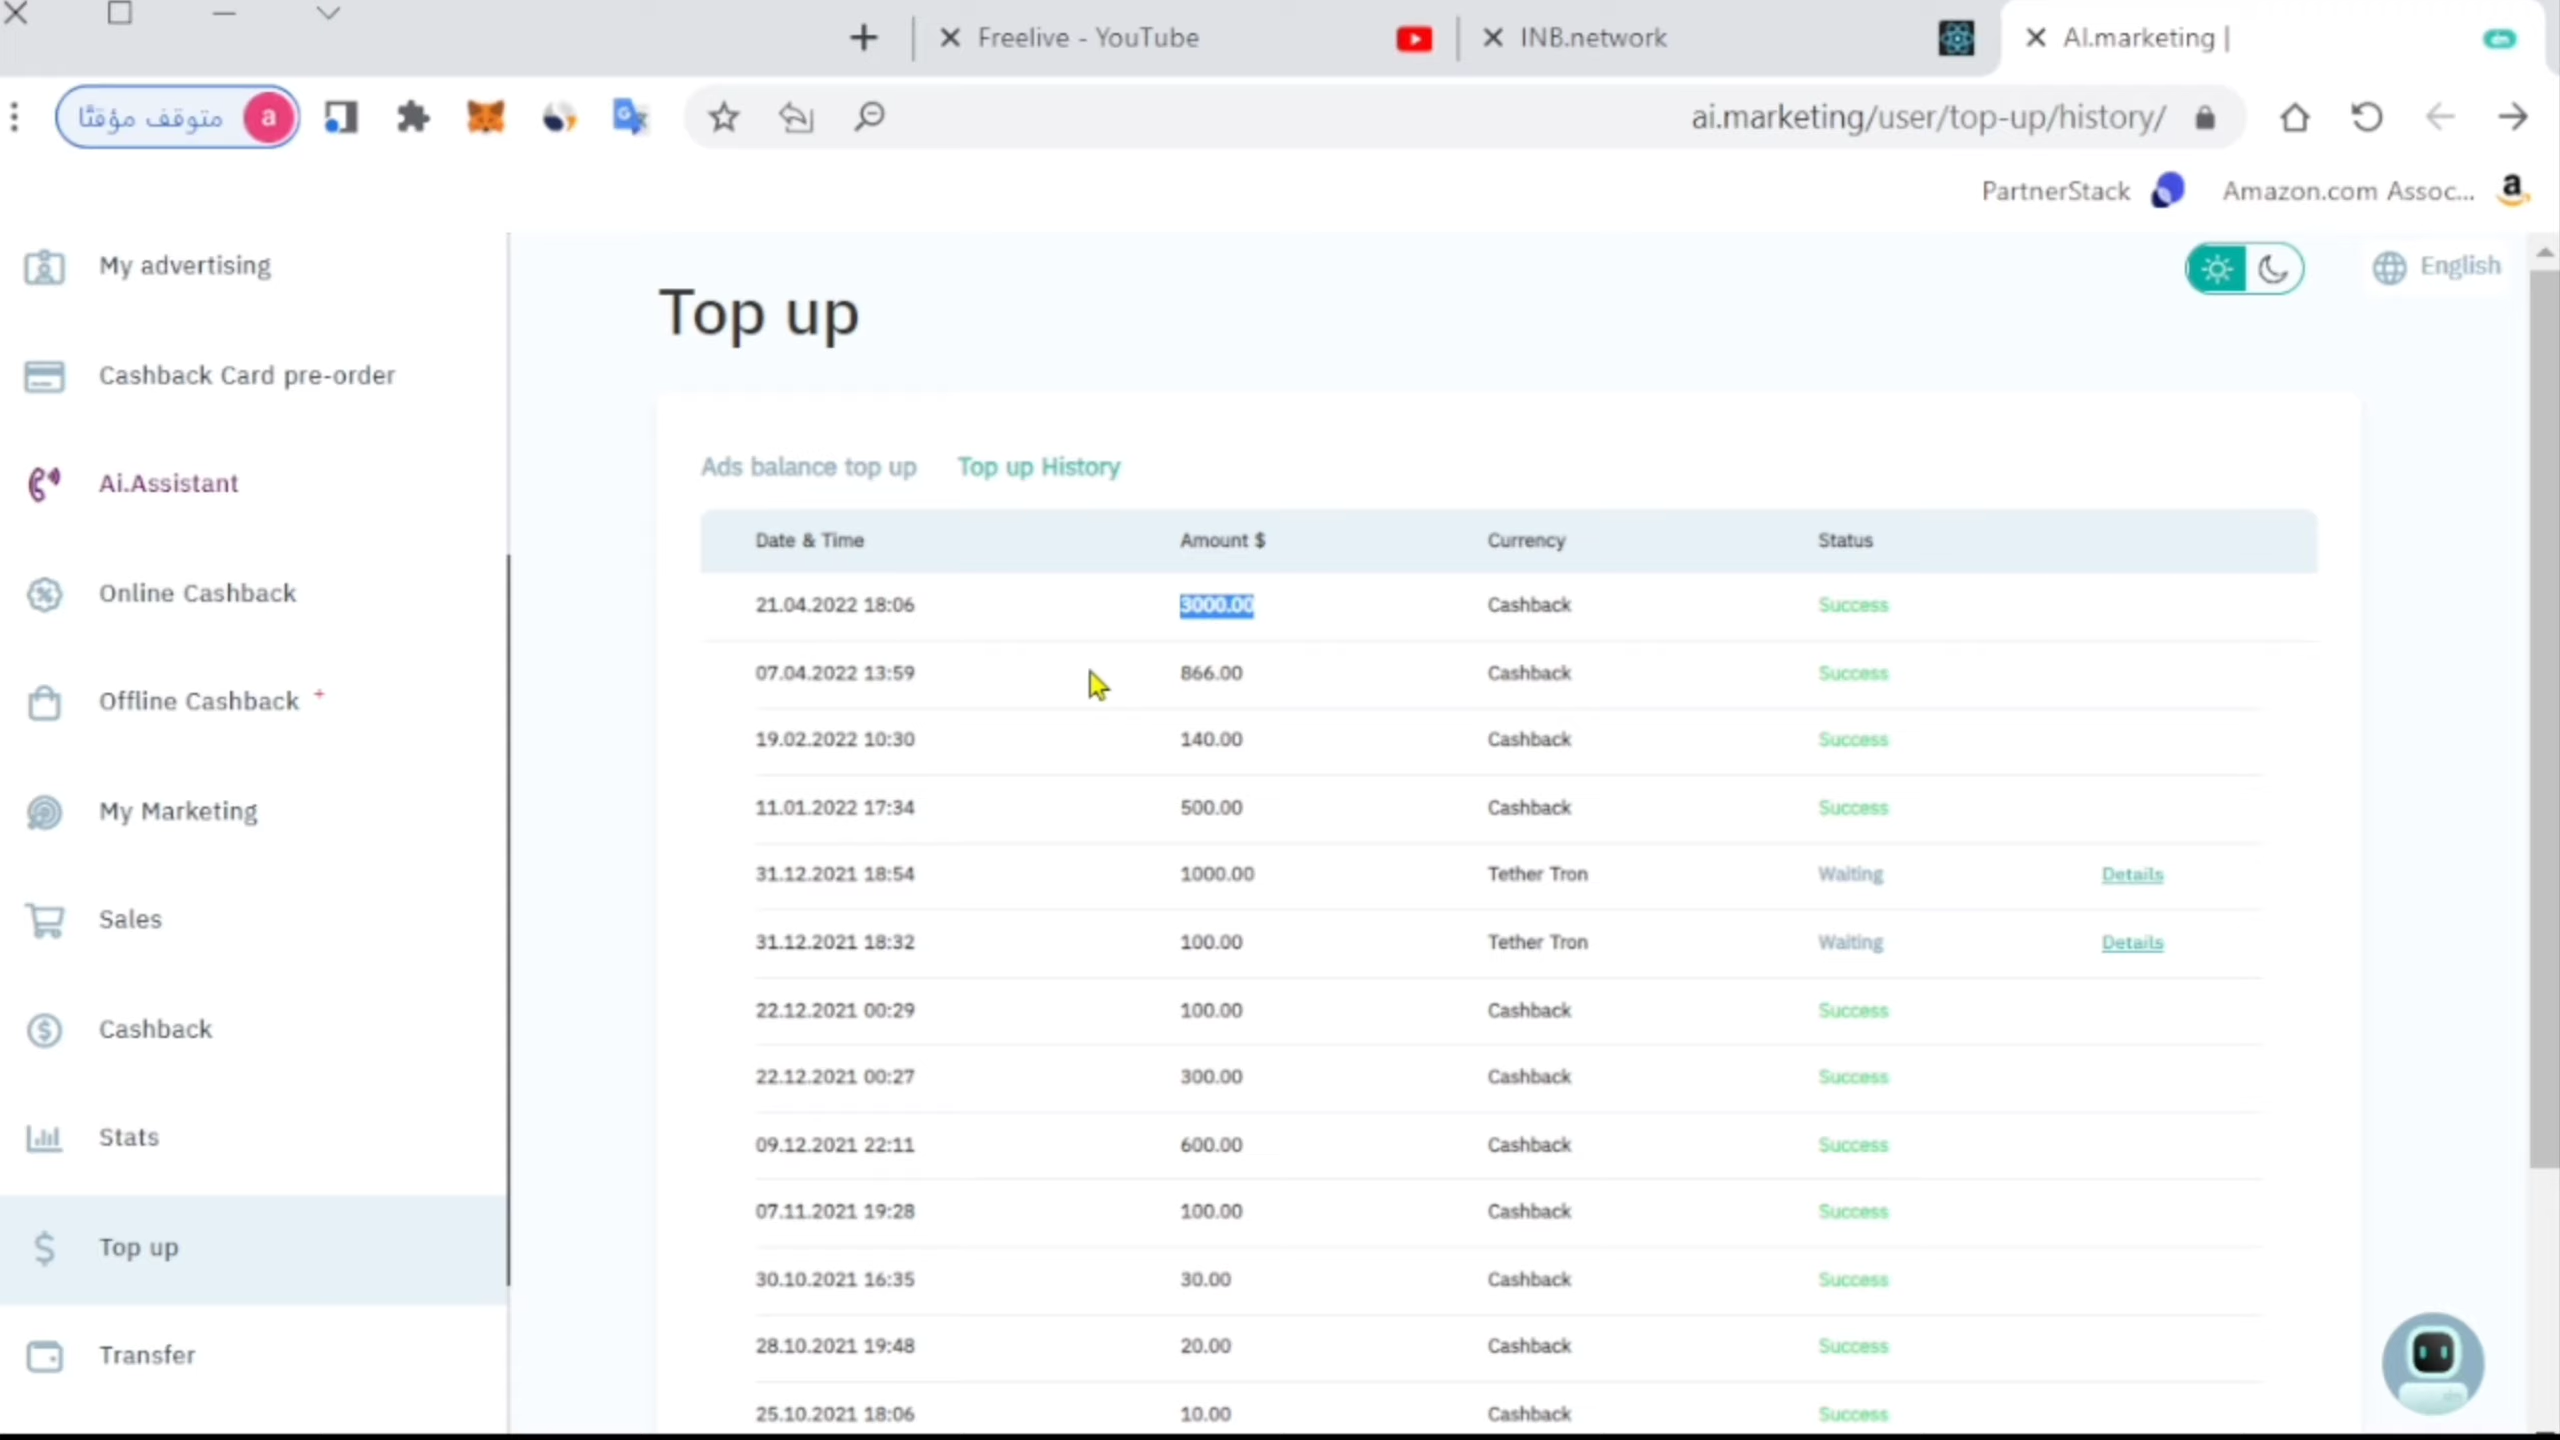 Freelive - YouTube
INB.network
AI.marketing |
متوقف مؤقتًا
a
ai.marketing/user/top-up/history/
PartnerStack
Amazon.com Assoc...
My advertising
Cashback Card pre-order
Ai.Assistant
Online Cashback
Offline Cashback +
My Marketing
Sales
Cashback
Stats
Top up
Transfer
English
Top up
Ads balance top up Top up History
Date & Time Amount $ Currency Status
21.04.2022 18:06 3000.00 Cashback Success
07.04.2022 13:59 866.00 Cashback Success
19.02.2022 10:30 140.00 Cashback Success
11.01.2022 17:34 500.00 Cashback Success
31.12.2021 18:54 1000.00 Tether Tron Waiting Details
31.12.2021 18:32 100.00 Tether Tron Waiting Details
22.12.2021 00:29 100.00 Cashback Success
22.12.2021 00:27 300.00 Cashback Success
09.12.2021 22:11 600.00 Cashback Success
07.11.2021 19:28 100.00 Cashback Success
30.10.2021 16:35 30.00 Cashback Success
28.10.2021 19:48 20.00 Cashback Success
25.10.2021 18:06 10.00 Cashback Success